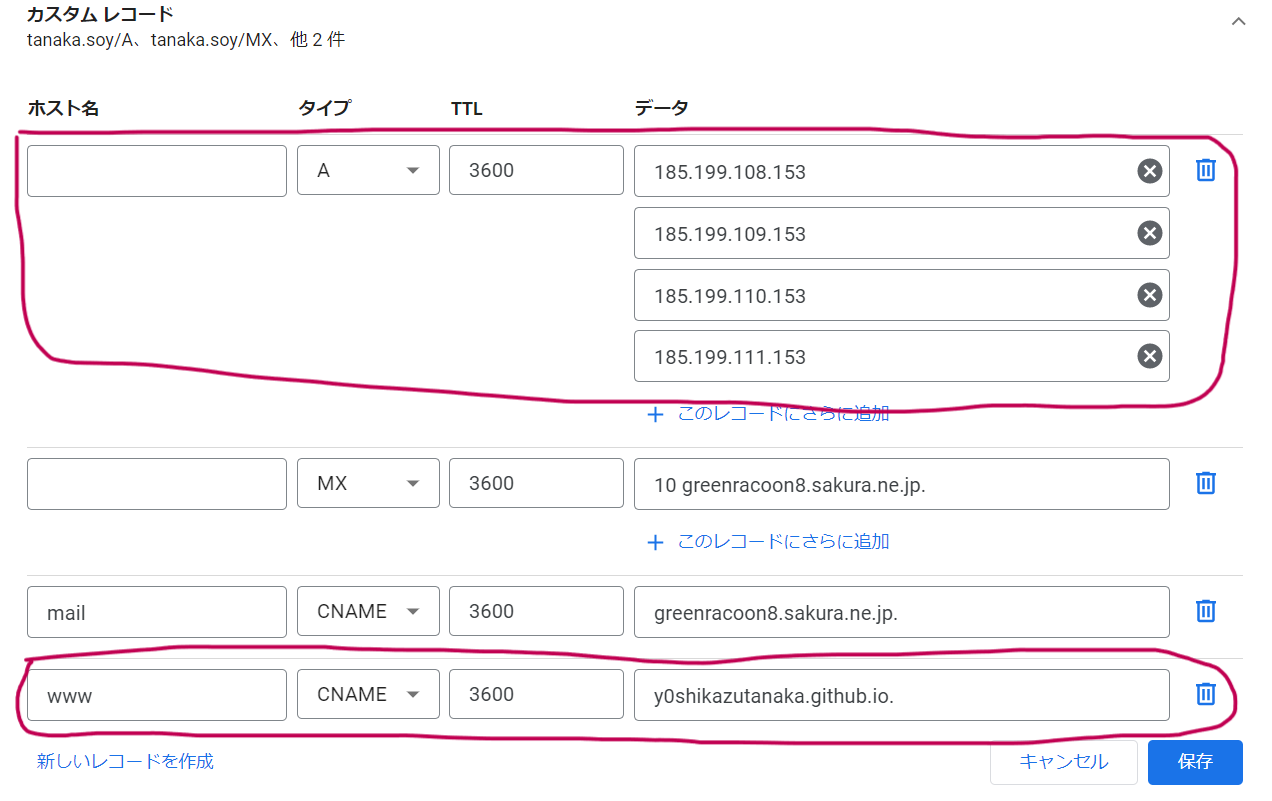 カスタム レコード
tanaka.soy/A、tanaka.soy/MX、他 2 件
ホスト名 タイプ TTL データ
A 3600 185.199.108.153
185.199.109.153
185.199.110.153
185.199.111.153
+ このレコードにさらに追加
MX 3600 10 greenracoon8.sakura.ne.jp.
+ このレコードにさらに追加
mail CNAME 3600 greenracoon8.sakura.ne.jp.
www CNAME 3600 y0shikazutanaka.github.io.
新しいレコードを作成 キャンセル 保存